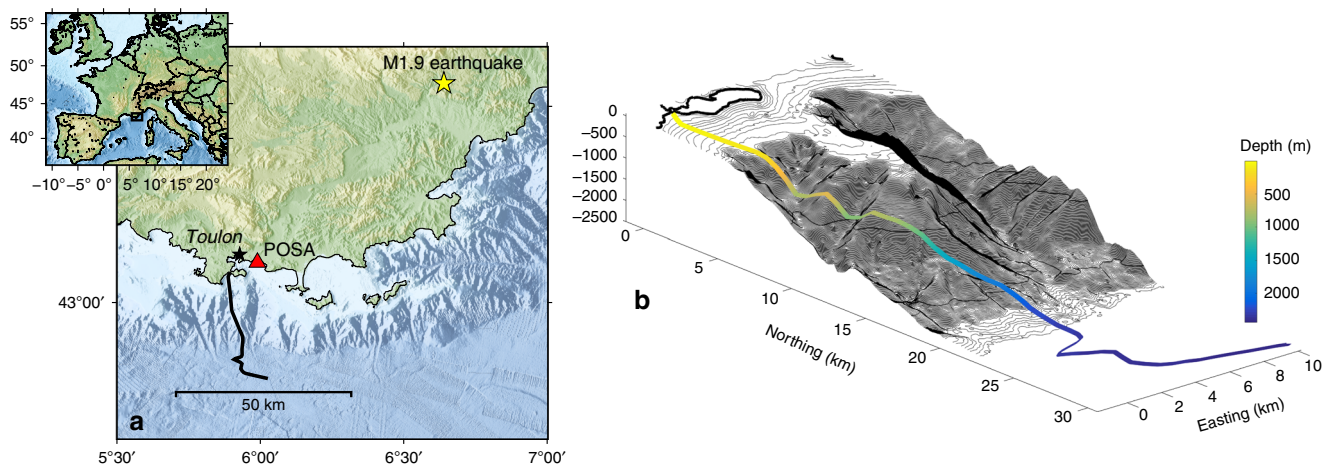 55°
50°
45°
40°
−10°−5° 0° 5° 10° 15° 20°
M1.9 earthquake
Toulon
POSA
43°00′
50 km
a
5°30′ 6°00′ 6°30′ 7°00′
0
−500
−1000
−1500
−2000
−2500
0
5
10
15
20
25
30
Northing (km)
0
2
4
6
8
10
Easting (km)
b
Depth (m)
500
1000
1500
2000